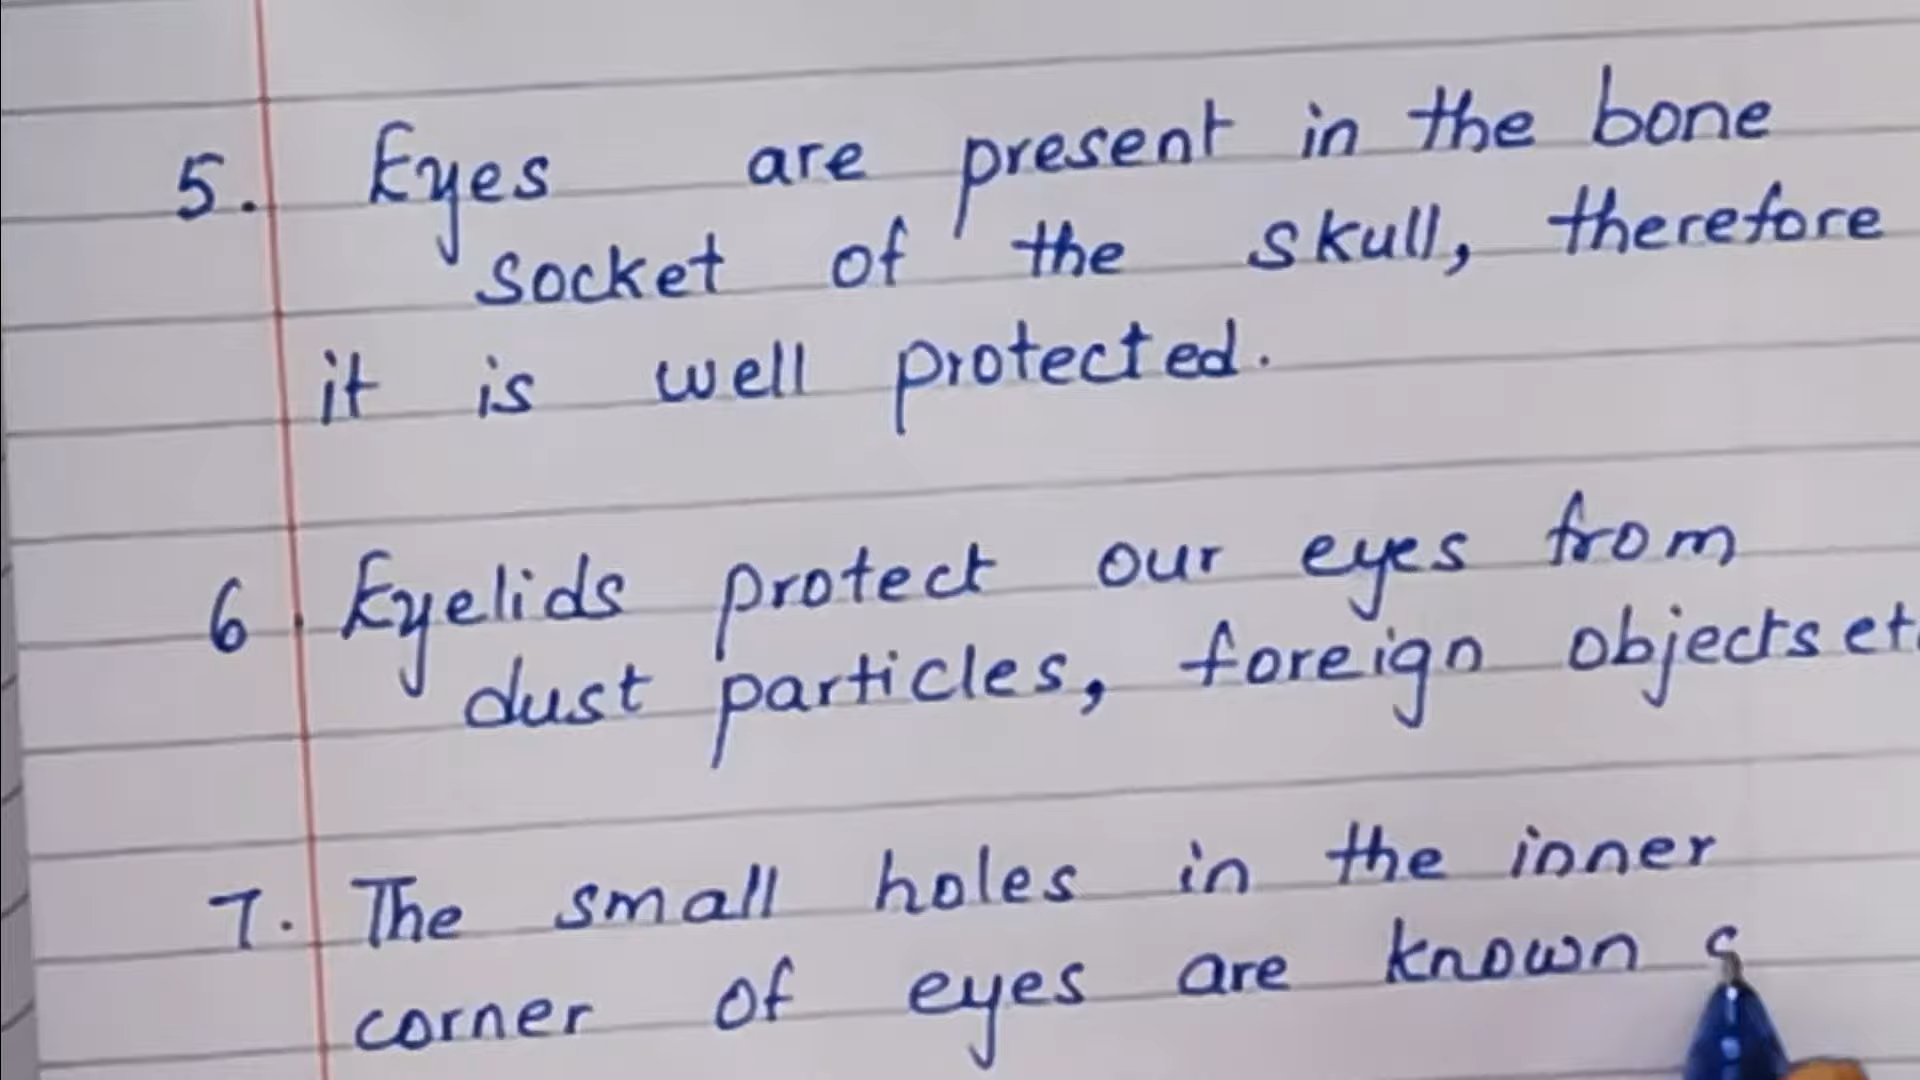 5. Eyes are present in the bone
socket of the skull, therefore
it is well protected.
6. Eyelids protect our eyes from
dust particles, foreign objects et
7. The small holes in the inner
corner of eyes are known